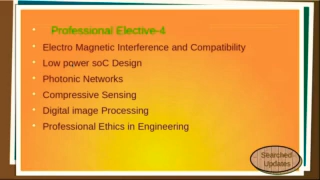 Professional Elective-4
Electro Magnetic Interference and Compatibility
Low power soC Design
Photonic Networks
Compressive Sensing
Digital image Processing
Professional Ethics in Engineering
Searched
Updates